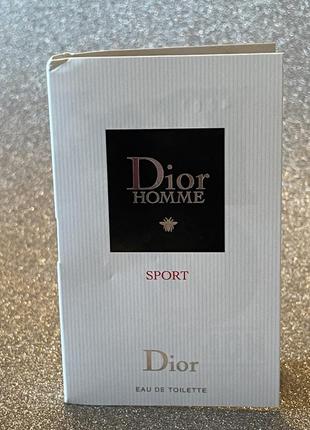 Dior
HOMME
SPORT
Dior
EAU DE TOILETTE